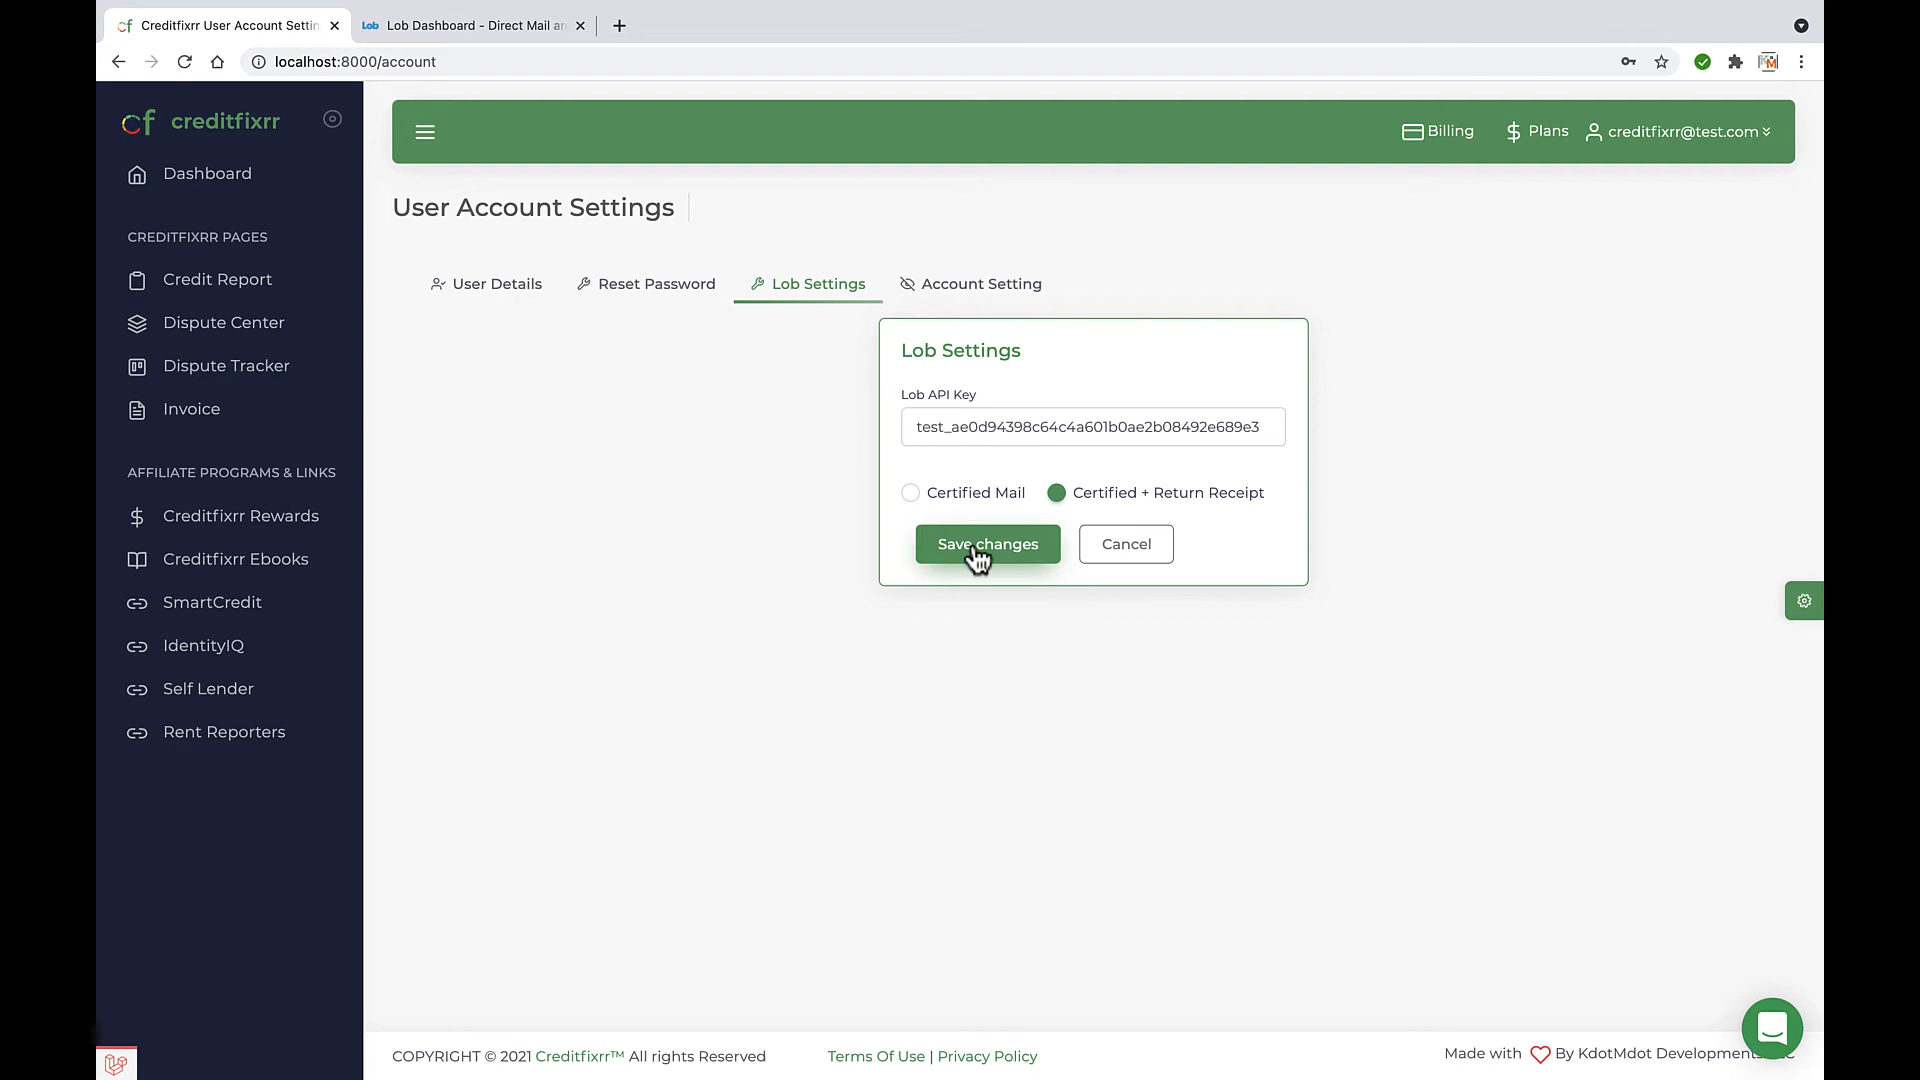 Creditfixrr User Account Settin
Lob Lob Dashboard - Direct Mail an
localhost:8000/account
cf creditfixrr
Billing
Plans
creditfixrr@test.com
Dashboard
CREDITFIXRR PAGES
Credit Report
Dispute Center
Dispute Tracker
Invoice
AFFILIATE PROGRAMS & LINKS
Creditfixrr Rewards
Creditfixrr Ebooks
SmartCredit
IdentityIQ
Self Lender
Rent Reporters
User Account Settings
User Details
Reset Password
Lob Settings
Account Setting
Lob Settings
Lob API Key
test_ae0d94398c64c4a601b0ae2b08492e689e3
Certified Mail
Certified + Return Receipt
Save changes
Cancel
COPYRIGHT © 2021 Creditfixrr™ All rights Reserved
Terms Of Use | Privacy Policy
Made with By KdotMdot Developments